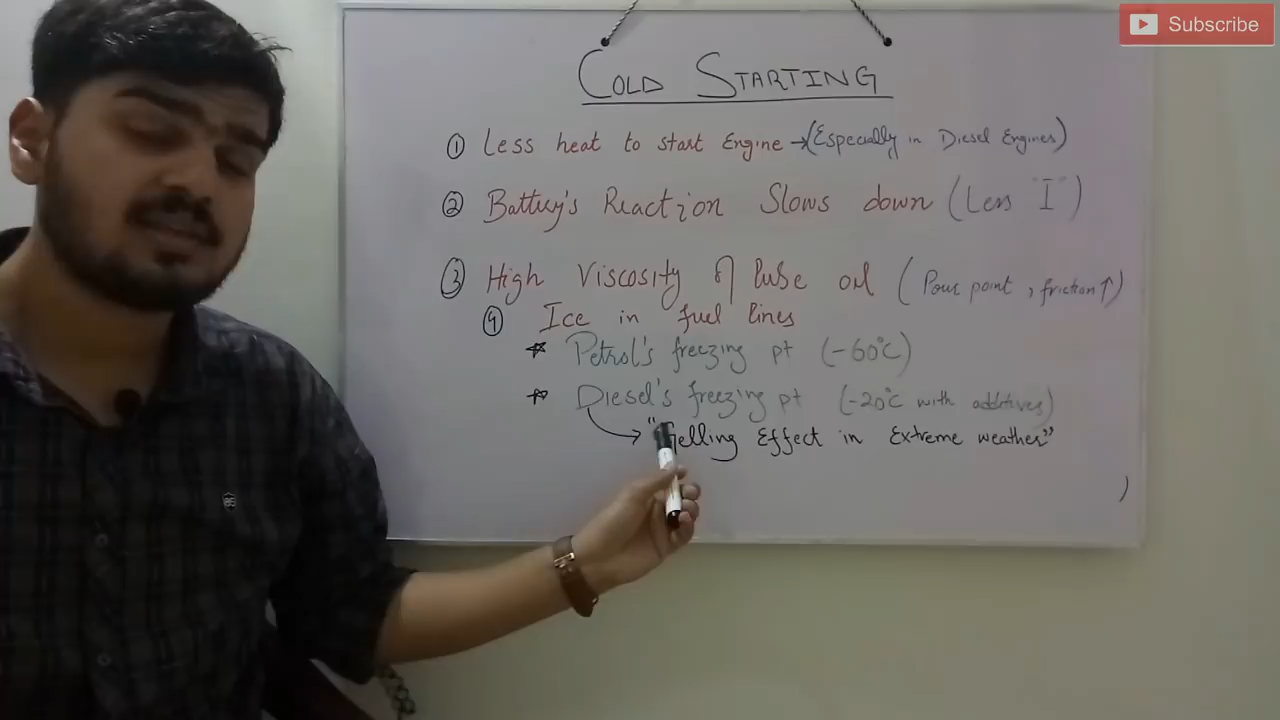 Subscribe
COLD STARTING
① Less heat to start Engine → (Especially in Diesel Engines)
② Battery's Reaction Slows down (Less "I")
③ High Viscosity of lube oil (Pour point, friction↑)
④ Ice in fuel lines
* Petrol's freezing pt (-60°C)
* Diesel's freezing pt (-20°C with additives)
"Gelling Effect in Extreme weather"
)